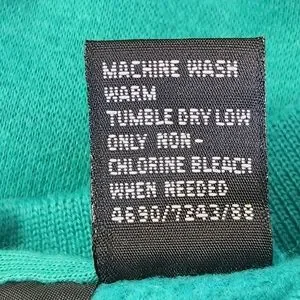 MACHINE WASH
WARM
TUMBLE DRY LOW
ONLY NON-
CHLORINE BLEACH
WHEN NEEDED
4690/7243/88